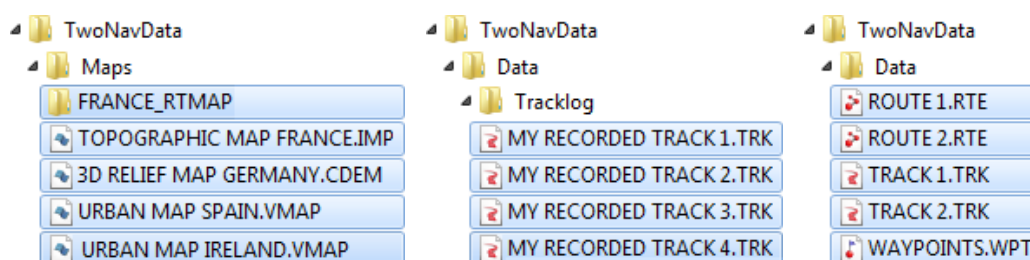 TwoNavData
Maps
FRANCE_RTMAP
TOPOGRAPHIC MAP FRANCE.IMP
3D RELIEF MAP GERMANY.CDEM
URBAN MAP SPAIN.VMAP
URBAN MAP IRELAND.VMAP
TwoNavData
Data
Tracklog
MY RECORDED TRACK 1.TRK
MY RECORDED TRACK 2.TRK
MY RECORDED TRACK 3.TRK
MY RECORDED TRACK 4.TRK
TwoNavData
Data
ROUTE 1.RTE
ROUTE 2.RTE
TRACK 1.TRK
TRACK 2.TRK
WAYPOINTS.WPT